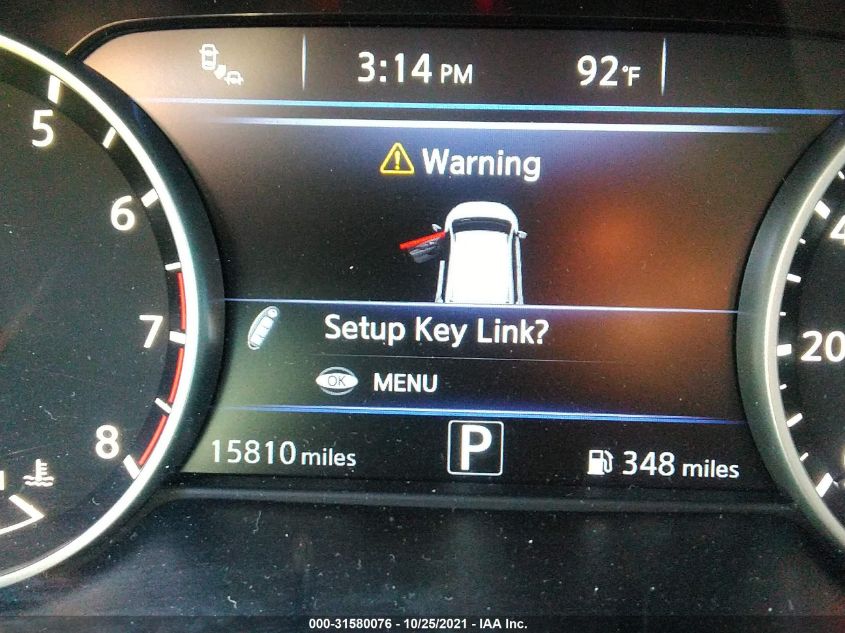 3:14 PM
92°F
5
Warning
6
4
Setup Key Link?
7
20
OK MENU
8
15810 miles
P
348 miles
000-31580076 - 10/25/2021 - IAA Inc.